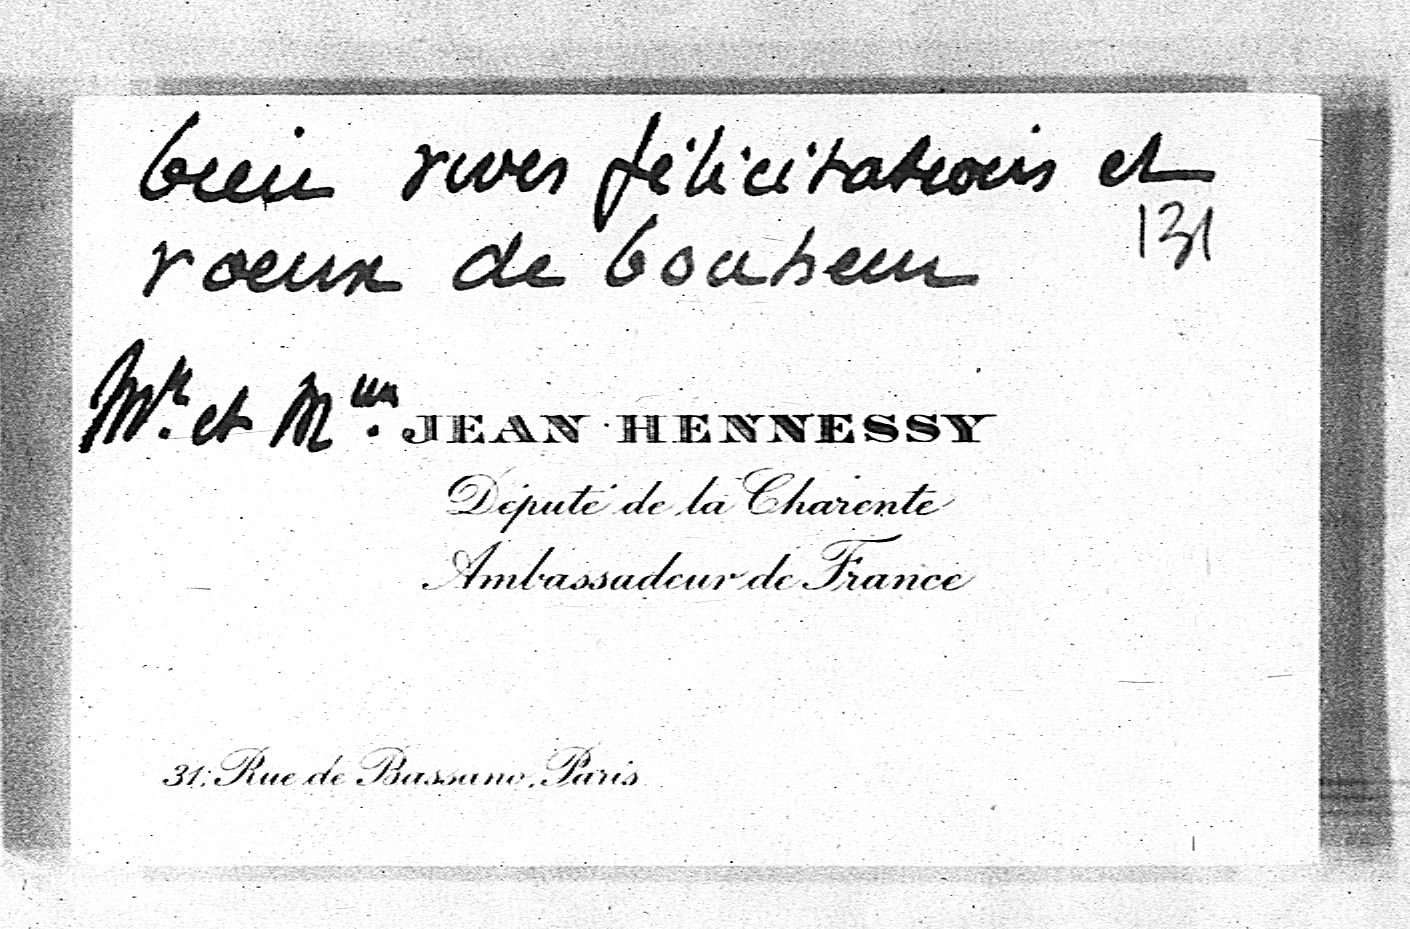 bien vives félicitations et
131
vœux de bonheur
Mr. et Mme. JEAN HENNESSY
Député de la Charente
Ambassadeur de France
31, Rue de Bassano, Paris